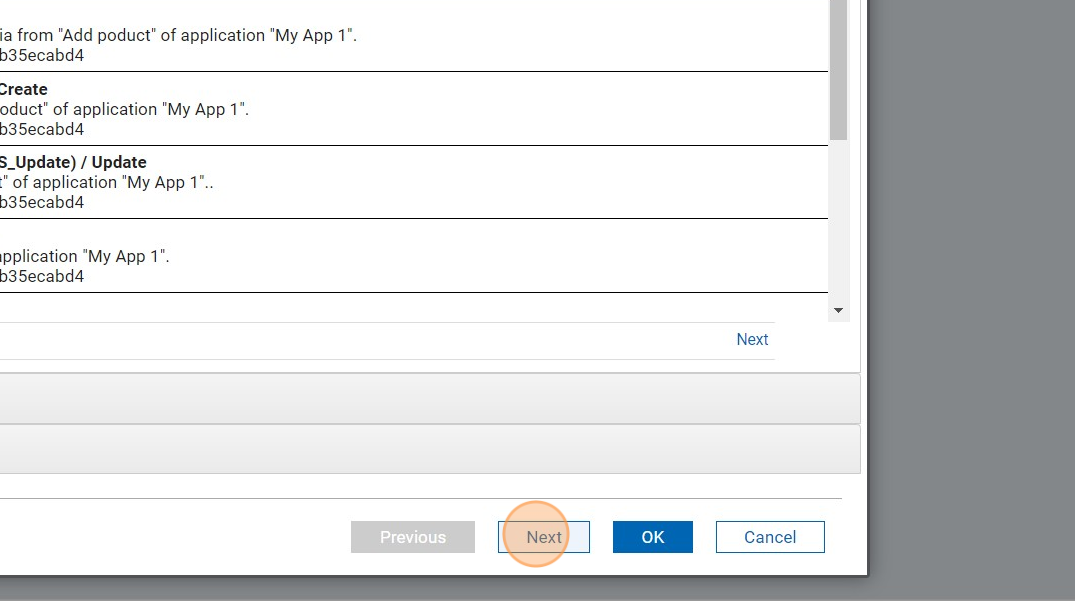 ia from "Add poduct" of application "My App 1".
b35ecabd4
Create
oduct" of application "My App 1".
b35ecabd4
S_Update) / Update
t" of application "My App 1"..
b35ecabd4
application "My App 1".
b35ecabd4
Next
Previous
Next
OK
Cancel